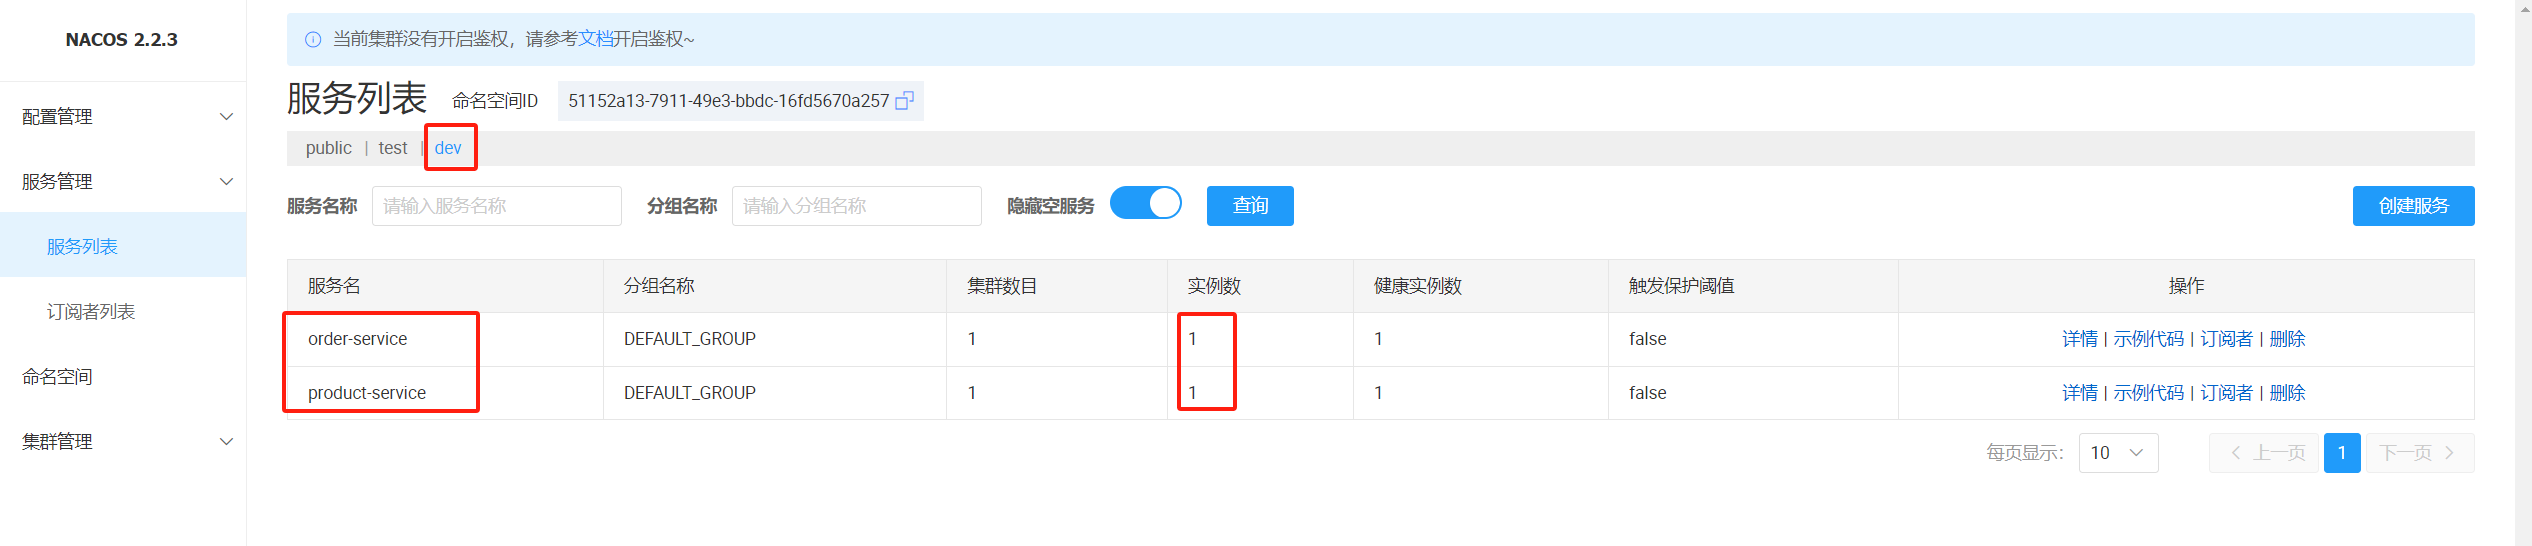 NACOS 2.2.3
配置管理
服务管理
服务列表
订阅者列表
命名空间
集群管理
当前集群没有开启鉴权，请参考文档开启鉴权~
服务列表 命名空间ID 51152a13-7911-49e3-bbdc-16fd5670a257
public | test | dev
服务名称 请输入服务名称 分组名称 请输入分组名称 隐藏空服务 查询 创建服务
服务名 分组名称 集群数目 实例数 健康实例数 触发保护阈值 操作
order-service DEFAULT_GROUP 1 1 1 false 详情 | 示例代码 | 订阅者 | 删除
product-service DEFAULT_GROUP 1 1 1 false 详情 | 示例代码 | 订阅者 | 删除
每页显示： 10 上一页 1 下一页